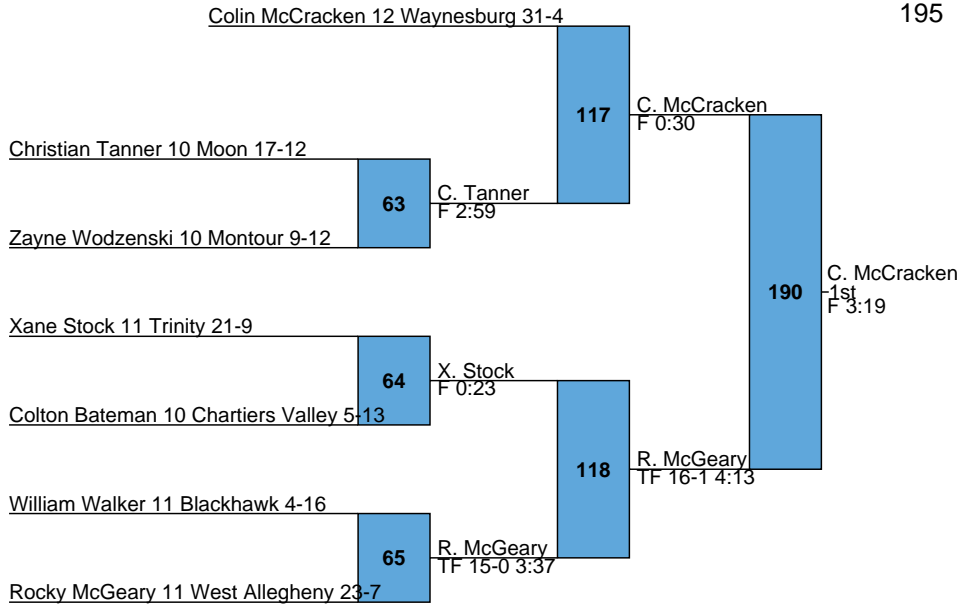 Colin McCracken 12 Waynesburg 31-4
195
117
C. McCracken
F 0:30
Christian Tanner 10 Moon 17-12
63
C. Tanner
F 2:59
Zayne Wodzenski 10 Montour 9-12
190
C. McCracken
1st
F 3:19
Xane Stock 11 Trinity 21-9
64
X. Stock
F 0:23
Colton Bateman 10 Chartiers Valley 5-13
118
R. McGeary
TF 16-1 4:13
William Walker 11 Blackhawk 4-16
65
R. McGeary
TF 15-0 3:37
Rocky McGeary 11 West Allegheny 23-7